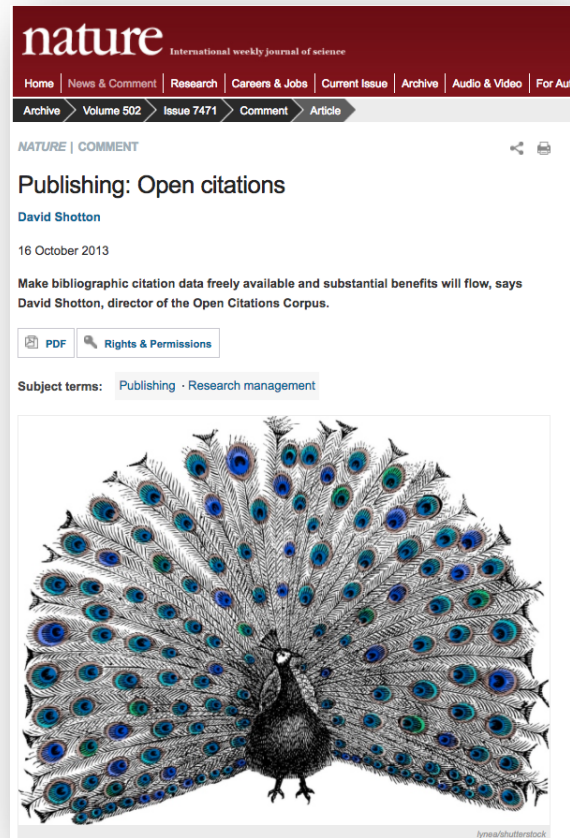 nature International weekly journal of science
Home News & Comment Research Careers & Jobs Current Issue Archive Audio & Video For Au
Archive Volume 502 Issue 7471 Comment Article
NATURE | COMMENT
Publishing: Open citations
David Shotton
16 October 2013
Make bibliographic citation data freely available and substantial benefits will flow, says
David Shotton, director of the Open Citations Corpus.
PDF Rights & Permissions
Subject terms: Publishing · Research management
lynea/shutterstock